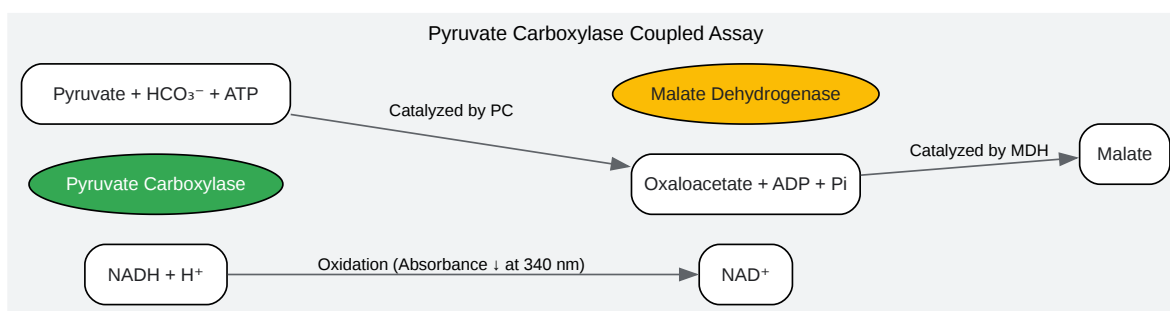 Pyruvate Carboxylase Coupled Assay
Pyruvate + HCO₃⁻ + ATP
Catalyzed by PC
Malate Dehydrogenase
Catalyzed by MDH
Malate
Pyruvate Carboxylase
Oxaloacetate + ADP + Pi
NADH + H⁺
Oxidation (Absorbance ↓ at 340 nm)
NAD⁺